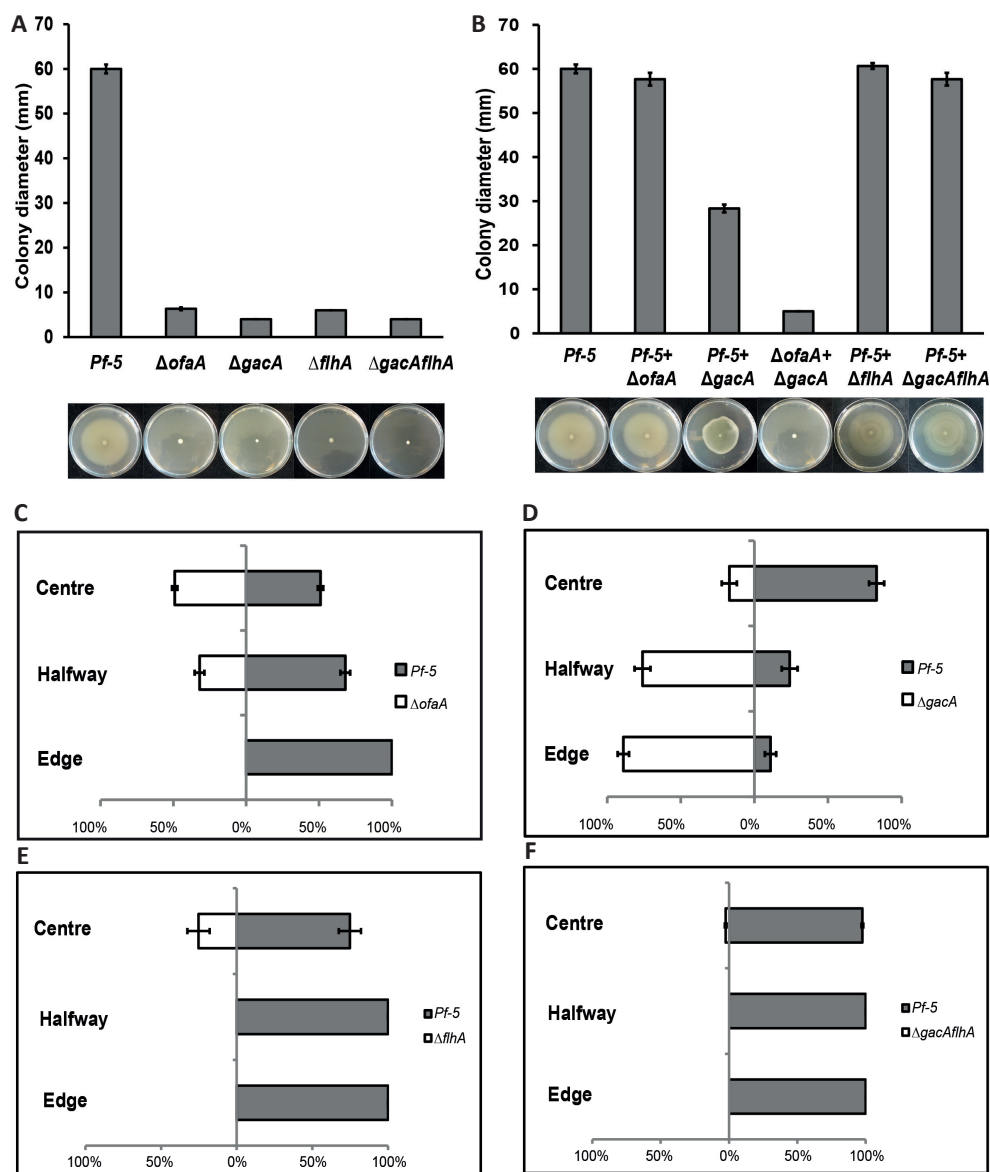 A
Colony diameter (mm)
70
60
50
40
30
20
10
0
Pf-5 ΔofaA ΔgacA ΔflhA ΔgacAflhA
B
Colony diameter (mm)
70
60
50
40
30
20
10
0
Pf-5 Pf-5+ Pf-5+ ΔofaA+ Pf-5+ Pf-5+
ΔofaA ΔgacA ΔgacA ΔflhA ΔgacAflhA
C
Centre
Halfway
Edge
Pf-5
ΔofaA
100% 50% 0% 50% 100%
D
Centre
Halfway
Edge
Pf-5
ΔgacA
100% 50% 0% 50% 100%
E
Centre
Halfway
Edge
Pf-5
ΔflhA
100% 50% 0% 50% 100%
F
Centre
Halfway
Edge
Pf-5
ΔgacAflhA
100% 50% 0% 50% 100%